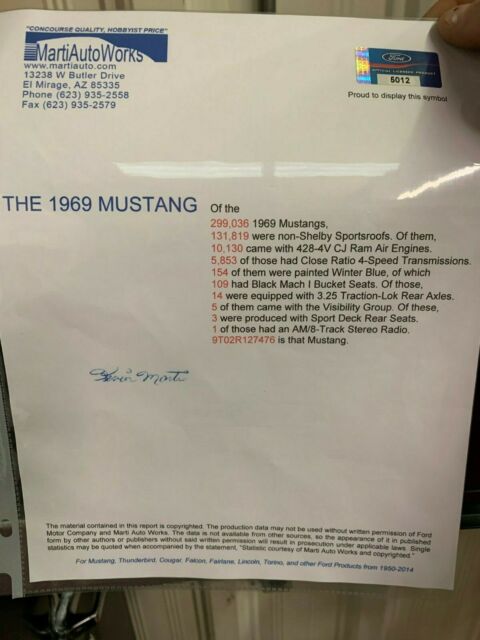 "CONCOURSE QUALITY, HOBBYIST PRICE"
MartiAutoWorks
www.martiauto.com
13238 W Butler Drive
El Mirage, AZ 85335
Phone (623) 935-2558
Fax (623) 935-2579
Ford
OFFICIAL LICENSED PRODUCT
5012
Proud to display this symbol
THE 1969 MUSTANG
Of the
299,036 1969 Mustangs,
131,819 were non-Shelby Sportsroofs. Of them,
10,130 came with 428-4V CJ Ram Air Engines.
5,853 of those had Close Ratio 4-Speed Transmissions.
154 of them were painted Winter Blue, of which
109 had Black Mach I Bucket Seats. Of those,
14 were equipped with 3.25 Traction-Lok Rear Axles.
5 of them came with the Visibility Group. Of these,
3 were produced with Sport Deck Rear Seats.
1 of those had an AM/8-Track Stereo Radio.
9T02R127476 is that Mustang.
Kevin Marti
The material contained in this report is copyrighted. The production data may not be used without written permission of Ford
Motor Company and Marti Auto Works. The data is not available from other sources, so the appearance of it in published
form by other authors or publishers without said written permission will result in prosecution under applicable laws. Single
statistics may be quoted when accompanied by the statement, "Statistic courtesy of Marti Auto Works and copyrighted."
For Mustang, Thunderbird, Cougar, Falcon, Fairlane, Lincoln, Torino, and other Ford Products from 1950-2014